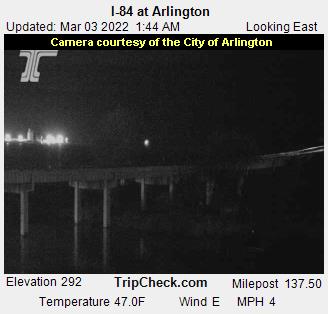 I-84 at Arlington
Updated: Mar 03 2022 1:44 AM Looking East
Camera courtesy of the City of Arlington
Elevation 292 TripCheck.com Milepost 137.50
Temperature 47.0F Wind E MPH 4